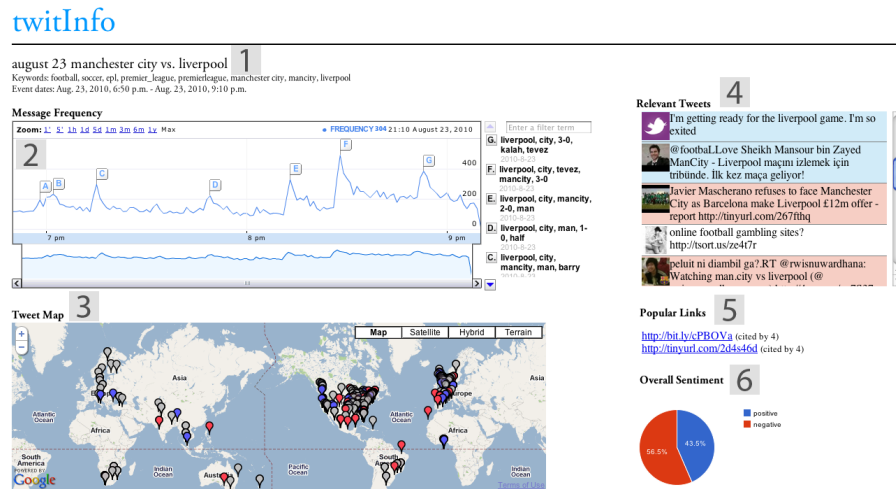 twitInfo
august 23 manchester city vs. liverpool 1
Keywords: football, soccer, epl, premier_league, premierleague, manchester city, mancity, liverpool
Event dates: Aug. 23, 2010, 6:50 p.m. - Aug. 23, 2010, 9:10 p.m.
Message Frequency
Zoom: 1' 5' 1h 1d 5d 1m 3m 6m 1y Max
FREQUENCY 304 21:10 August 23, 2010
2
A B C D E F G
400
200
0
7 pm 8 pm 9 pm
Enter a filter term
G. liverpool, city, 3-0,
kalah, tevez
2010-8-23
F. liverpool, city, tevez,
mancity, 3-0
2010-8-23
E. liverpool, city, mancity,
2-0, man
2010-8-23
D. liverpool, city, man, 1-
0, half
2010-8-23
C. liverpool, city,
mancity, man, barry
Tweet Map 3
+
−
Map Satellite Hybrid Terrain
Asia
Europe
Atlantic
Ocean
Africa
South
America
Indian
Ocean
Pacific
Ocean
Atlantic
Ocean
Africa
Indian
Ocean
POWERED BY
Google
Terms of Use
4
Relevant Tweets
I'm getting ready for the liverpool game. I'm so
exited
@footbaLLove Sheikh Mansour bin Zayed
ManCity - Liverpool maçını izlemek için
tribünde. İlk kez maça geliyor!
Javier Mascherano refuses to face Manchester
City as Barcelona make Liverpool £12m offer -
report http://tinyurl.com/267fthq
online football gambling sites?
http://tsort.us/ze4t7r
peluit ni diambil ga?.RT @rwisnuwardhana:
Watching man.city vs liverpool (@
Popular Links 5
http://bit.ly/cPBOVa (cited by 4)
http://tinyurl.com/2d4s46d (cited by 4)
Overall Sentiment 6
positive
negative
56.5%
43.5%